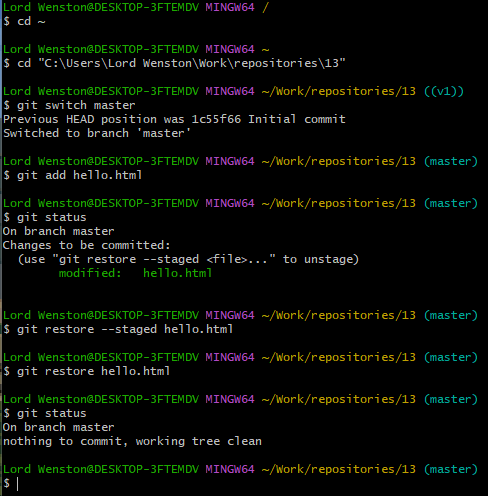 Lord Wenston@DESKTOP-3FTEMDV MINGW64 /
$ cd ~
Lord Wenston@DESKTOP-3FTEMDV MINGW64 ~
$ cd "C:\Users\Lord Wenston\Work\repositories\13"
Lord Wenston@DESKTOP-3FTEMDV MINGW64 ~/Work/repositories/13 ((v1))
$ git switch master
Previous HEAD position was 1c55f66 Initial commit
Switched to branch 'master'
Lord Wenston@DESKTOP-3FTEMDV MINGW64 ~/Work/repositories/13 (master)
$ git add hello.html
Lord Wenston@DESKTOP-3FTEMDV MINGW64 ~/Work/repositories/13 (master)
$ git status
On branch master
Changes to be committed:
  (use "git restore --staged <file>..." to unstage)
        modified:   hello.html
Lord Wenston@DESKTOP-3FTEMDV MINGW64 ~/Work/repositories/13 (master)
$ git restore --staged hello.html
Lord Wenston@DESKTOP-3FTEMDV MINGW64 ~/Work/repositories/13 (master)
$ git restore hello.html
Lord Wenston@DESKTOP-3FTEMDV MINGW64 ~/Work/repositories/13 (master)
$ git status
On branch master
nothing to commit, working tree clean
Lord Wenston@DESKTOP-3FTEMDV MINGW64 ~/Work/repositories/13 (master)
$